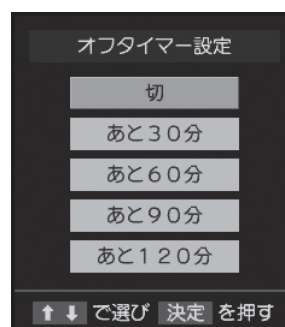 オフタイマー設定
切
あと３０分
あと６０分
あと９０分
あと１２０分
⬆⬇ で選び 決定 を押す